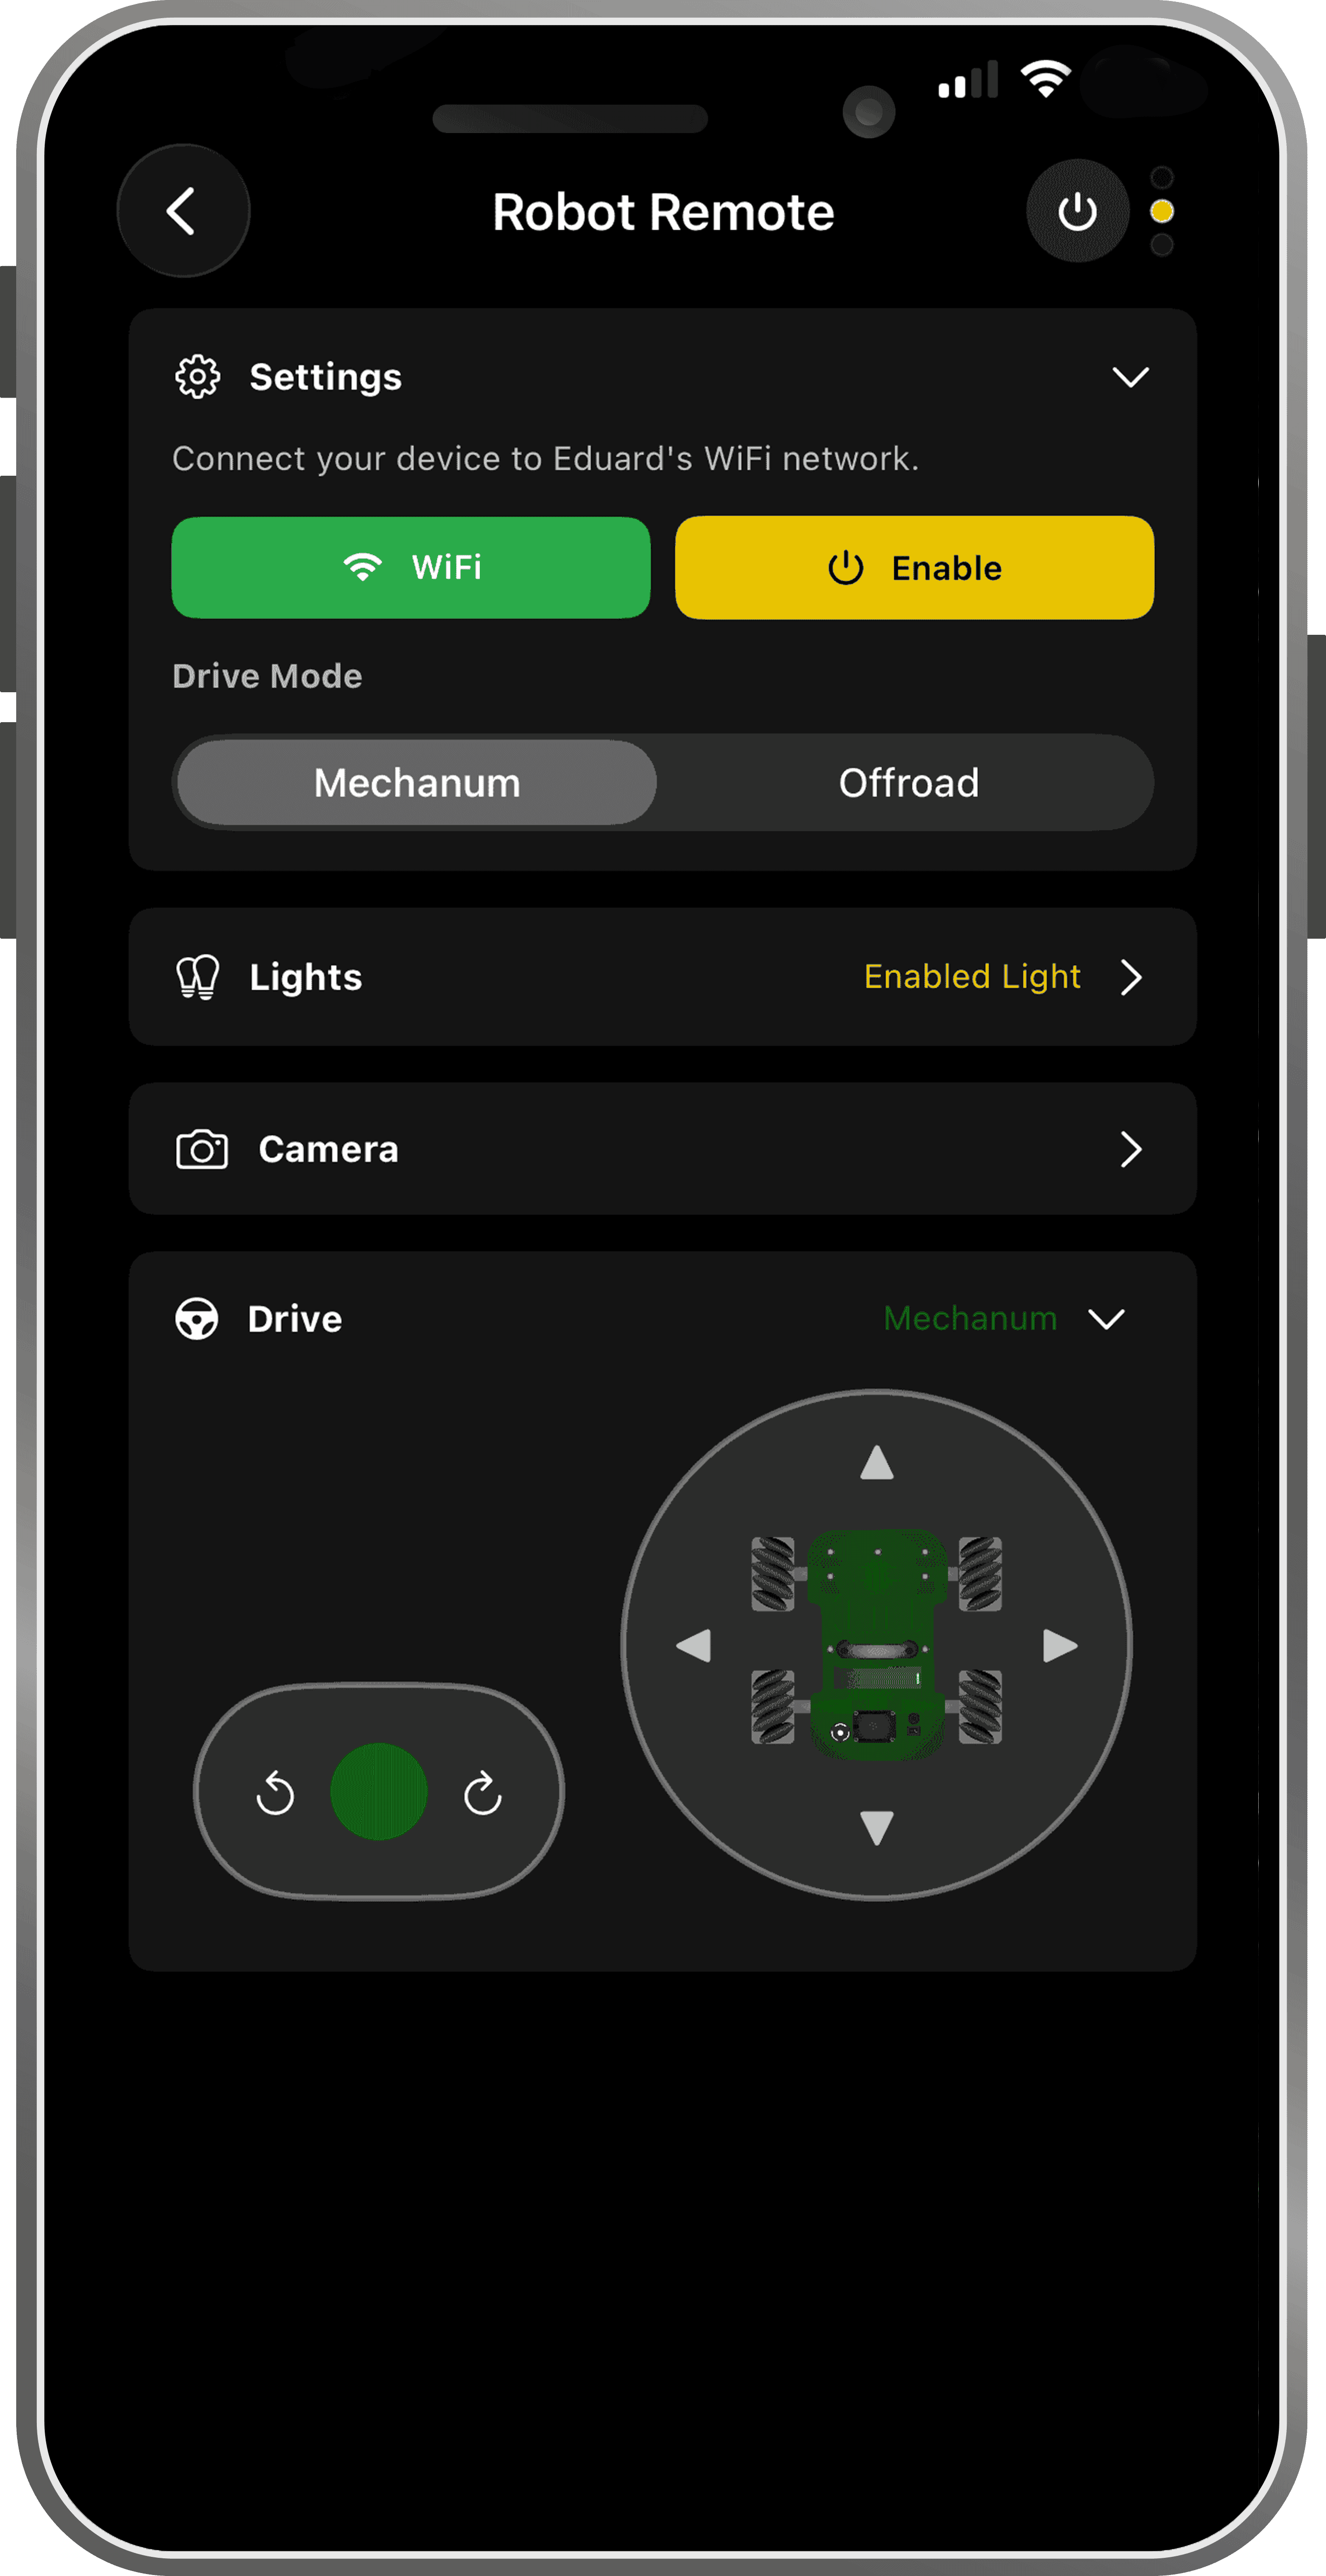 Robot Remote
Settings
Connect your device to Eduard's WiFi network.
WiFi
Enable
Drive Mode
Mechanum
Offroad
Lights
Enabled Light
Camera
Drive
Mechanum